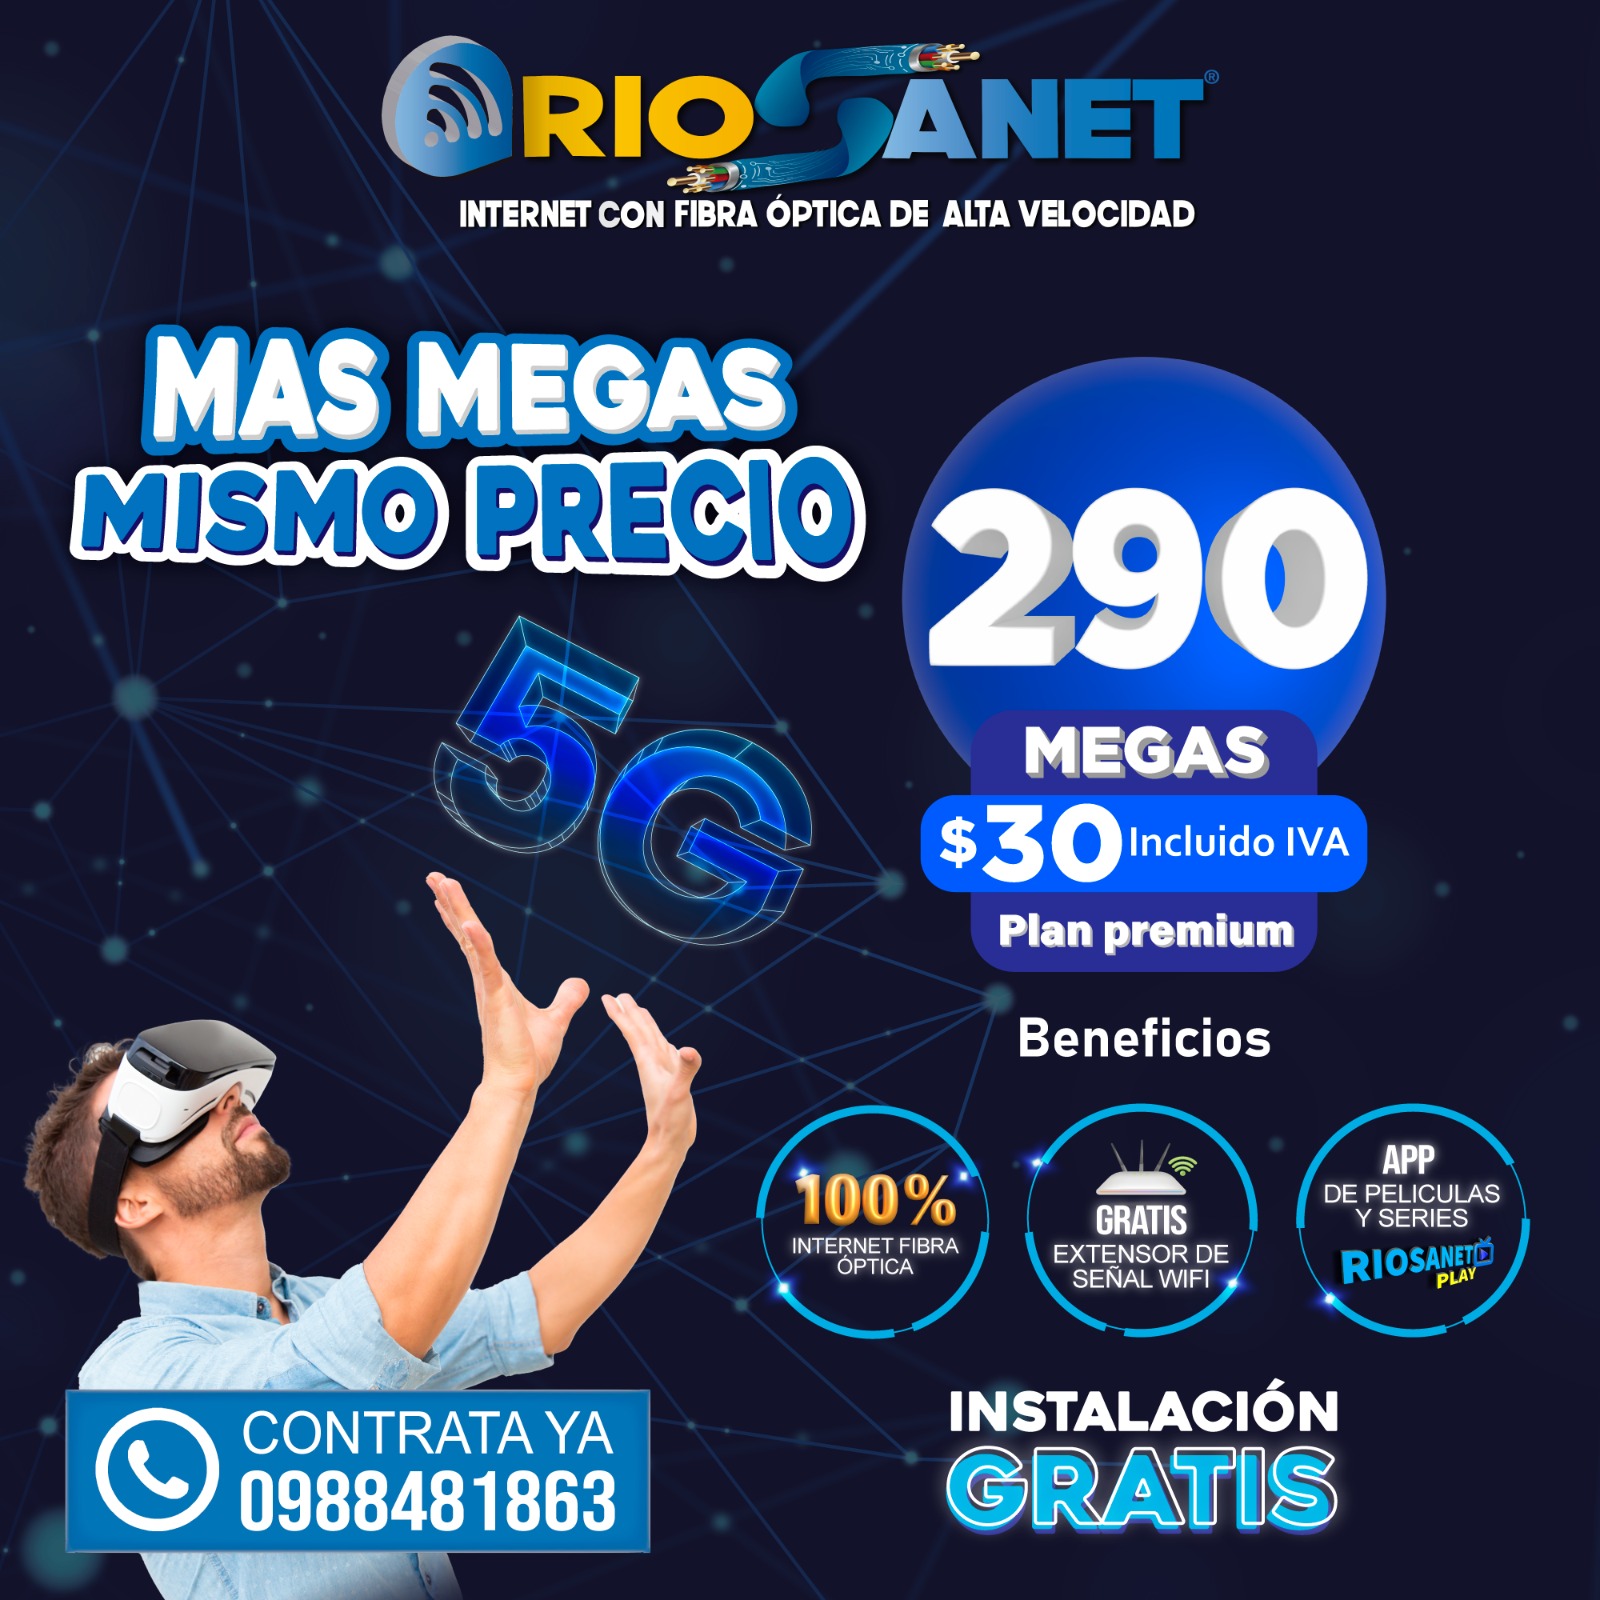 RIOSANET®
INTERNET CON FIBRA ÓPTICA DE ALTA VELOCIDAD
MAS MEGAS
MISMO PRECIO
5G
290
MEGAS
$30 Incluido IVA
Plan premium
Beneficios
100%
INTERNET FIBRA
ÓPTICA
GRATIS
EXTENSOR DE
SEÑAL WIFI
APP
DE PELICULAS
Y SERIES
RIOSANET
PLAY
INSTALACIÓN
GRATIS
CONTRATA YA
0988481863